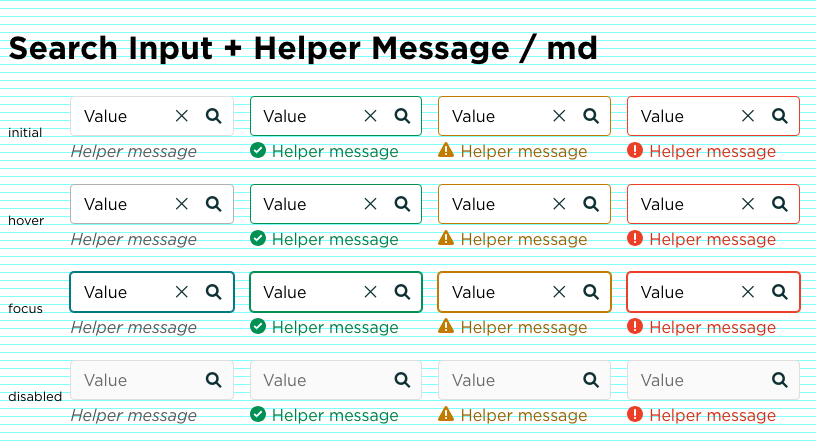 Search Input + Helper Message / md
initial
Value Value Value Value
Helper message Helper message Helper message Helper message
hover
Value Value Value Value
Helper message Helper message Helper message Helper message
focus
Value Value Value Value
Helper message Helper message Helper message Helper message
disabled
Value Value Value Value
Helper message Helper message Helper message Helper message